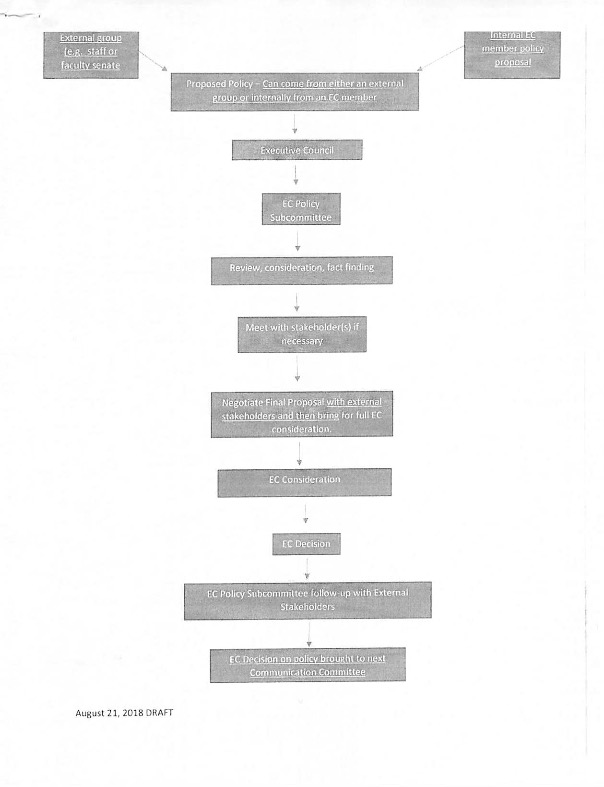 External group
(e.g. staff or
faculty senate
Internal EC
member policy
proposal
Proposed Policy – Can come from either an external
group or internally from an EC member
Executive Council
EC Policy
Subcommittee
Review, consideration, fact finding
Meet with stakeholder(s) if
necessary
Negotiate Final Proposal with external
stakeholders and then bring for full EC
consideration.
EC Consideration
EC Decision
EC Policy Subcommittee follow-up with External
Stakeholders
EC Decision on policy brought to next
Communication Committee
August 21, 2018 DRAFT